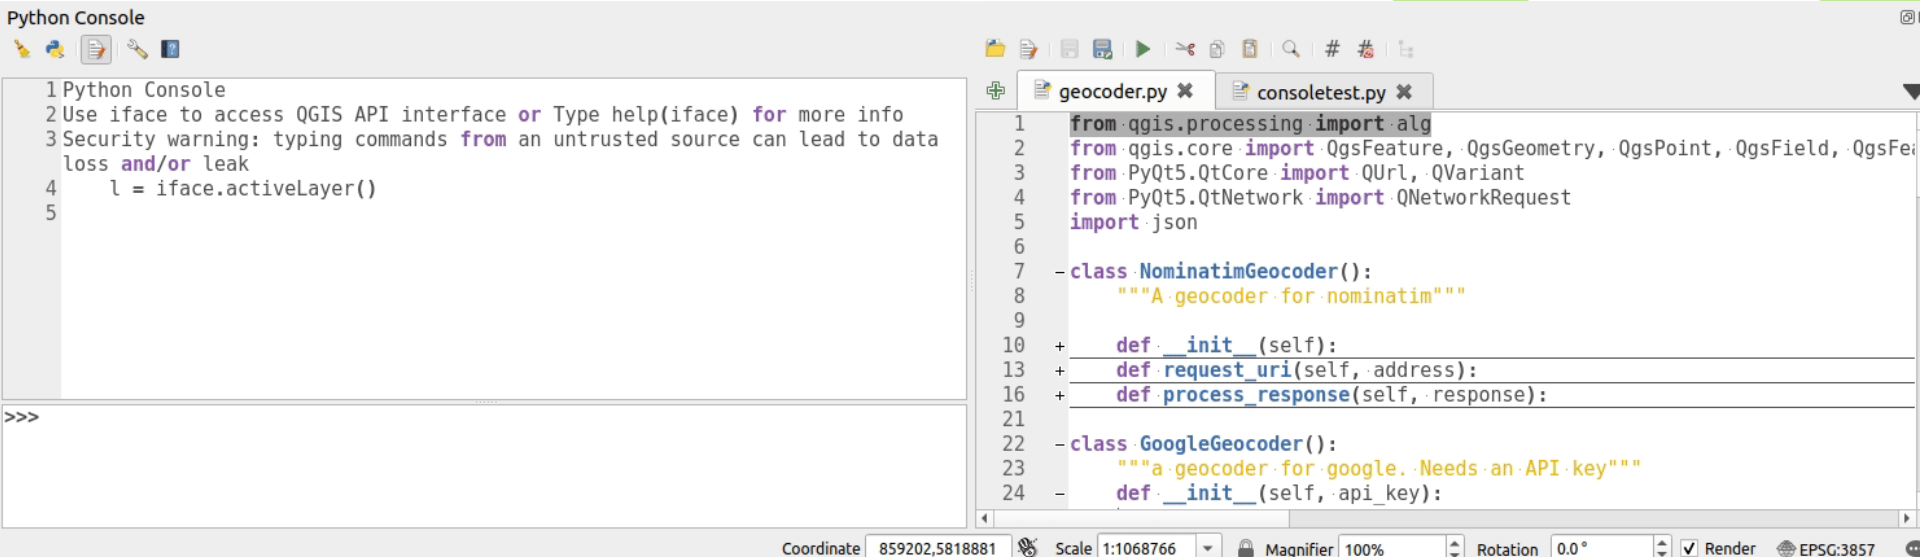 Python Console
1 Python Console
2 Use iface to access QGIS API interface or Type help(iface) for more info
3 Security warning: typing commands from an untrusted source can lead to data
loss and/or leak
4     l = iface.activeLayer()
5
>>>
geocoder.py
consoletest.py
1 from qgis.processing import alg
2 from qgis.core import QgsFeature, QgsGeometry, QgsPoint, QgsField, QgsFea
3 from PyQt5.QtCore import QUrl, QVariant
4 from PyQt5.QtNetwork import QNetworkRequest
5 import json
6
7 class NominatimGeocoder():
8     """A geocoder for nominatim"""
9
10     def __init__(self):
13     def request_uri(self, address):
16     def process_response(self, response):
21
22 class GoogleGeocoder():
23     """a geocoder for google. Needs an API key"""
24     def __init__(self, api_key):
Coordinate 859202,5818881 Scale 1:1068766 Magnifier 100% Rotation 0.0 ° Render EPSG:3857